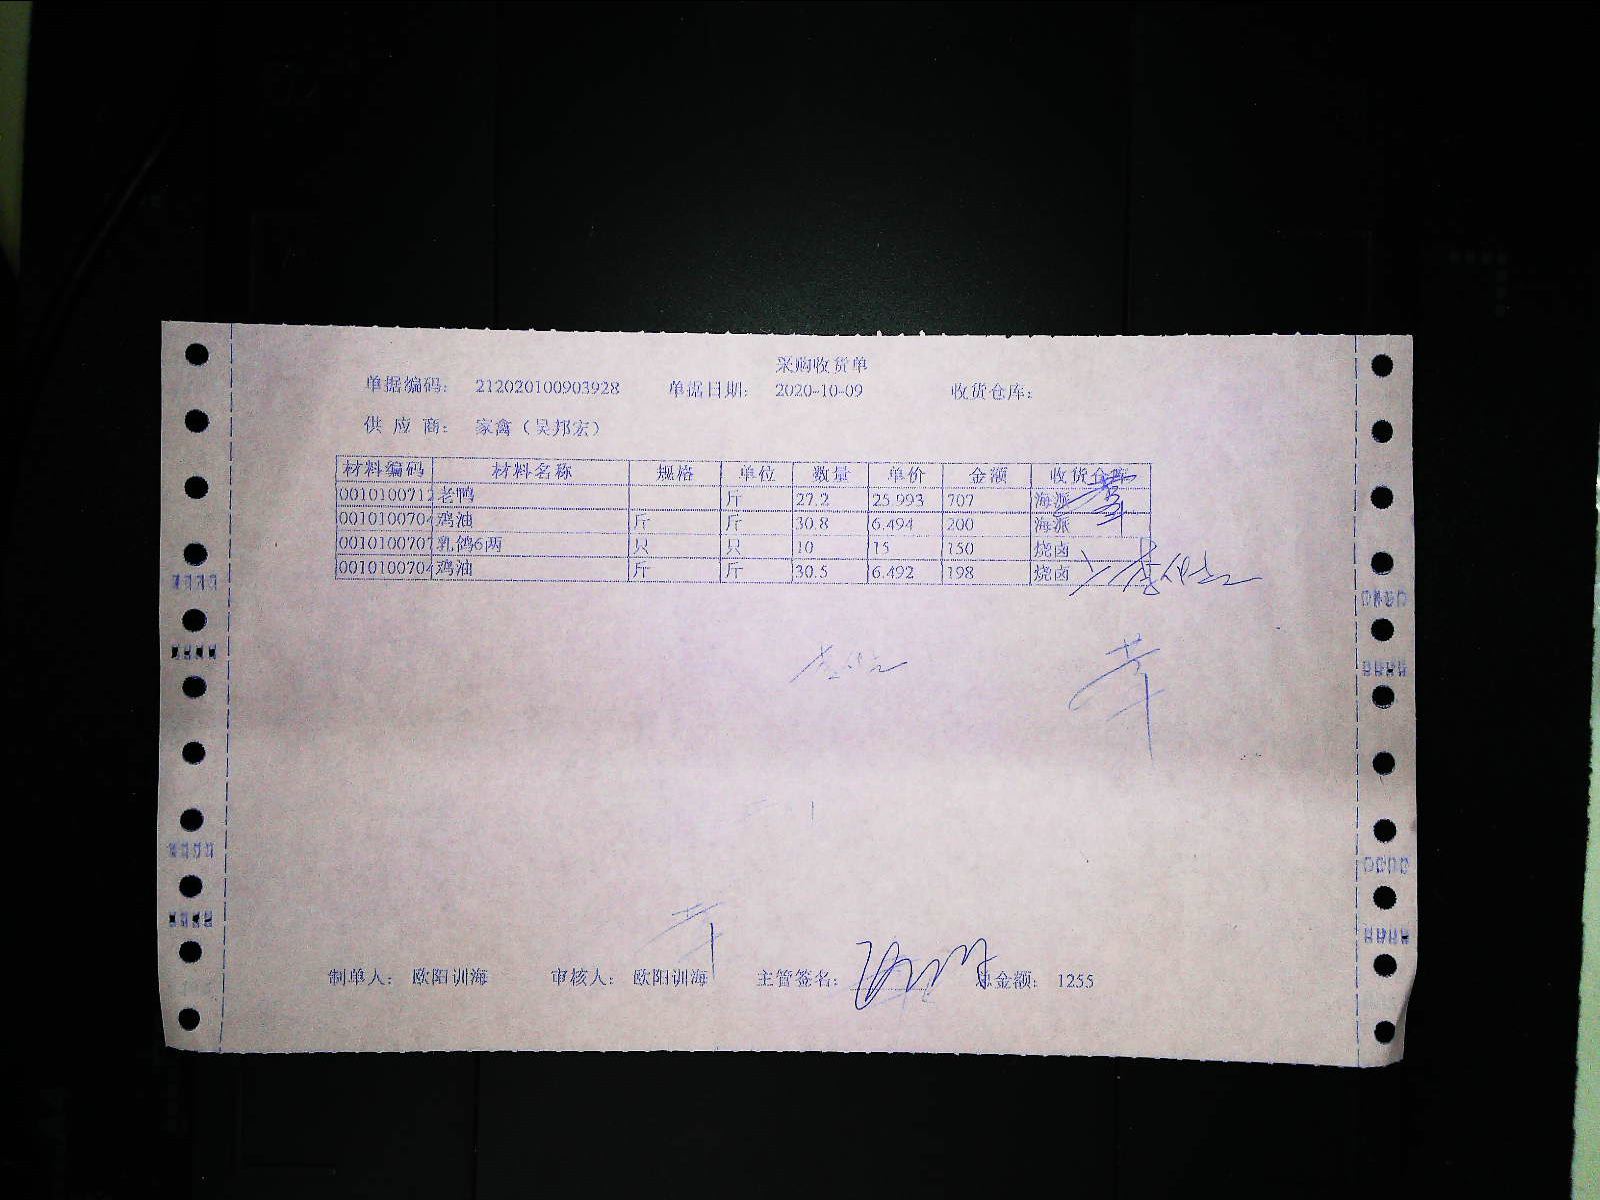 采购收货单
单据编码： 212020100903928 单据日期： 2020-10-09 收货仓库：
供 应 商： 家禽（吴邦宏）
材料编码 材料名称 规格 单位 数量 单价 金额 收货仓库
0010100712 老鸭 斤 27.2 25.993 707 海派
001010070 鸡油 斤 斤 30.8 6.494 200 海派
001010070 乳鸽6两 只 只 10 15 150 烧卤
001010070 鸡油 斤 斤 30.5 6.492 198 烧卤
制单人： 欧阳训海 审核人： 欧阳训海 主管签名： 总金额： 1255